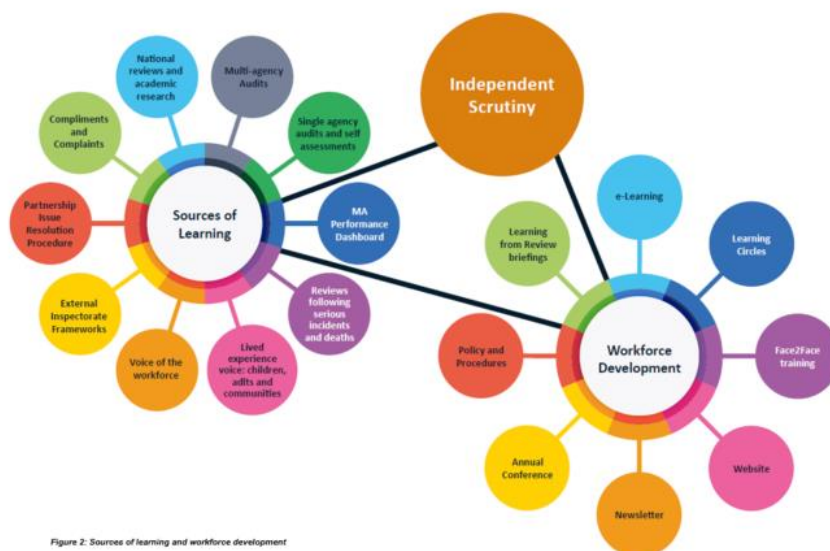 National
reviews and
academic
research
Multi-agency
Audits
Compliments
and
Complaints
Single agency
audits and self
assessments
Partnership
Issue
Resolution
Procedure
Sources of
Learning
MA
Performance
Dashboard
External
Inspectorate
Frameworks
Reviews
following
serious
incidents
and deaths
Voice of the
workforce
Lived
experience
voice: children,
adlts and
communities
Independent
Scrutiny
e-Learning
Learning
from Review
briefings
Learning
Circles
Policy and
Procedures
Workforce
Development
Face2Face
training
Annual
Conference
Website
Newsletter
Figure 2: Sources of learning and workforce development